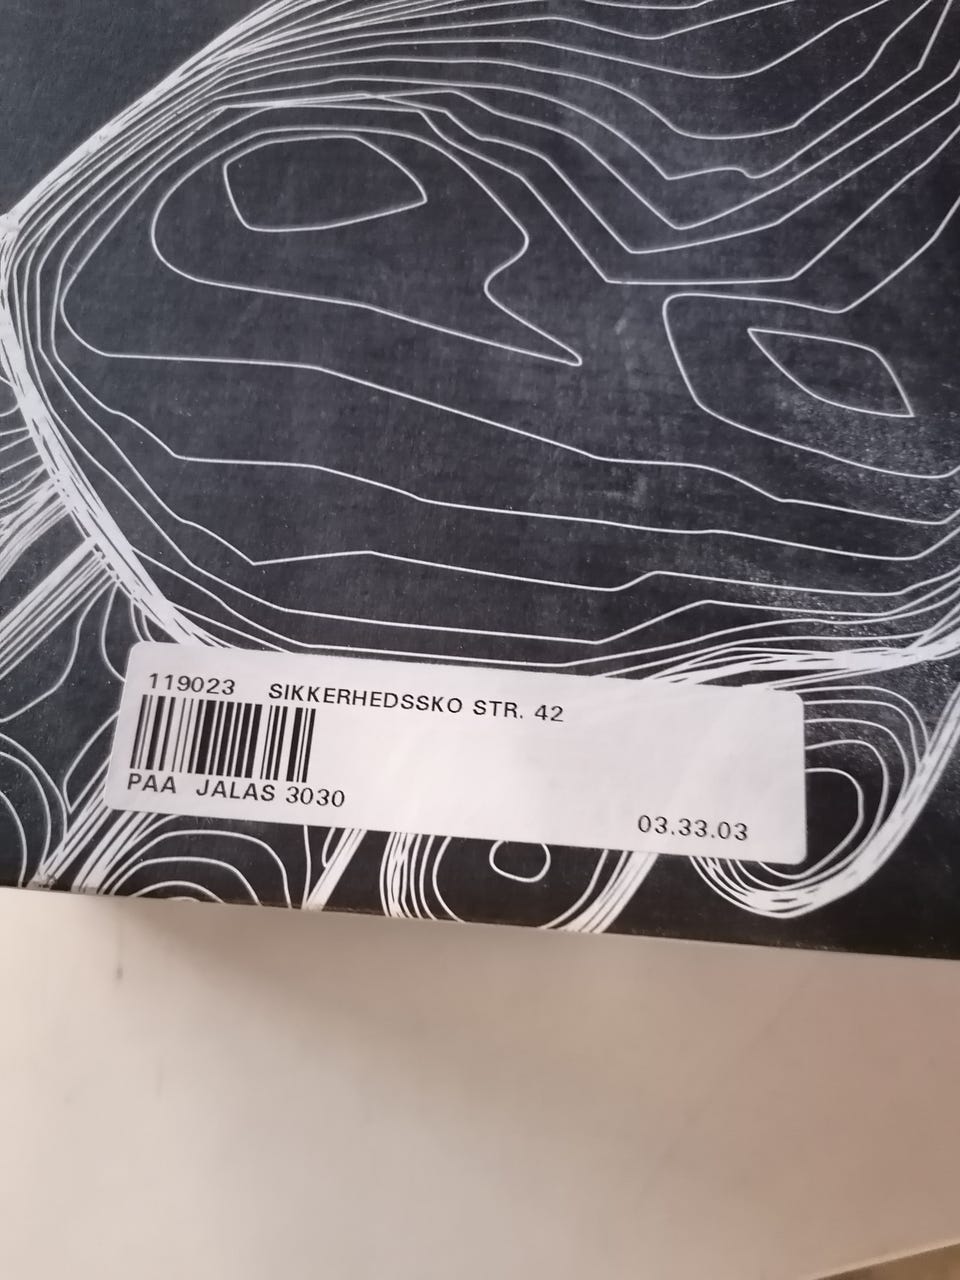 119023 SIKKERHEDSSKO STR. 42
PAA JALAS 3030
03.33.03